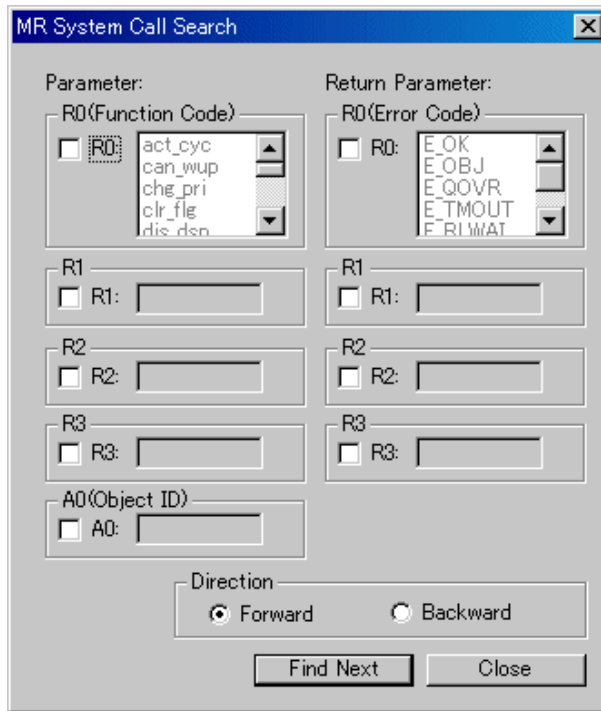 MR System Call Search
Parameter:
R0(Function Code)
R0:
act_cyc
can_wup
chg_pri
clr_flg
dis_dsp
R1
R1:
R2
R2:
R3
R3:
A0(Object ID)
A0:
Return Parameter:
R0(Error Code)
R0:
E_OK
E_OBJ
E_QOVR
E_TMOUT
E_RLWAI
R1
R1:
R2
R2:
R3
R3:
Direction
Forward
Backward
Find Next
Close